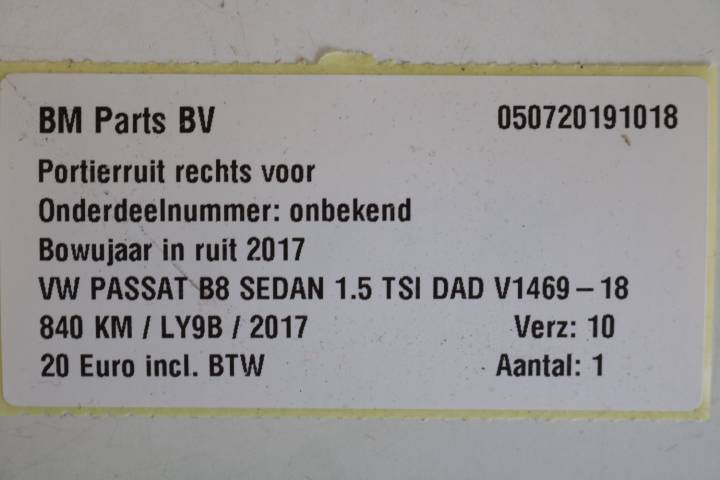 BM Parts BV 050720191018
Portierruit rechts voor
Onderdeelnummer: onbekend
Bowujaar in ruit 2017
VW PASSAT B8 SEDAN 1.5 TSI DAD V1469-18
840 KM / LY9B / 2017 Verz: 10
20 Euro incl. BTW Aantal: 1